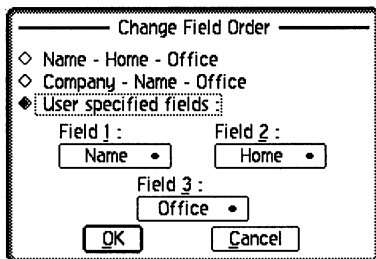 Change Field Order
Name - Home - Office
Company - Name - Office
User specified fields :
Field 1 : Field 2 :
Name Home
Field 3 :
Office
OK Cancel